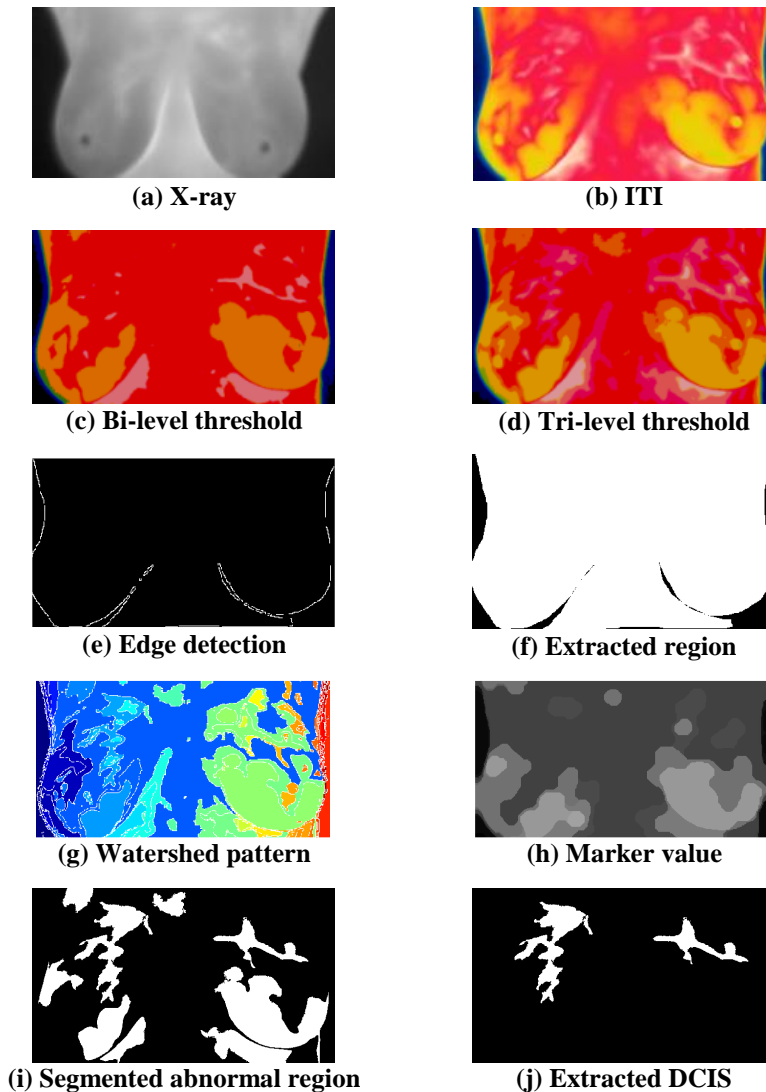 (a) X-ray
(b) ITI
(c) Bi-level threshold
(d) Tri-level threshold
(e) Edge detection
(f) Extracted region
(g) Watershed pattern
(h) Marker value
(i) Segmented abnormal region
(j) Extracted DCIS